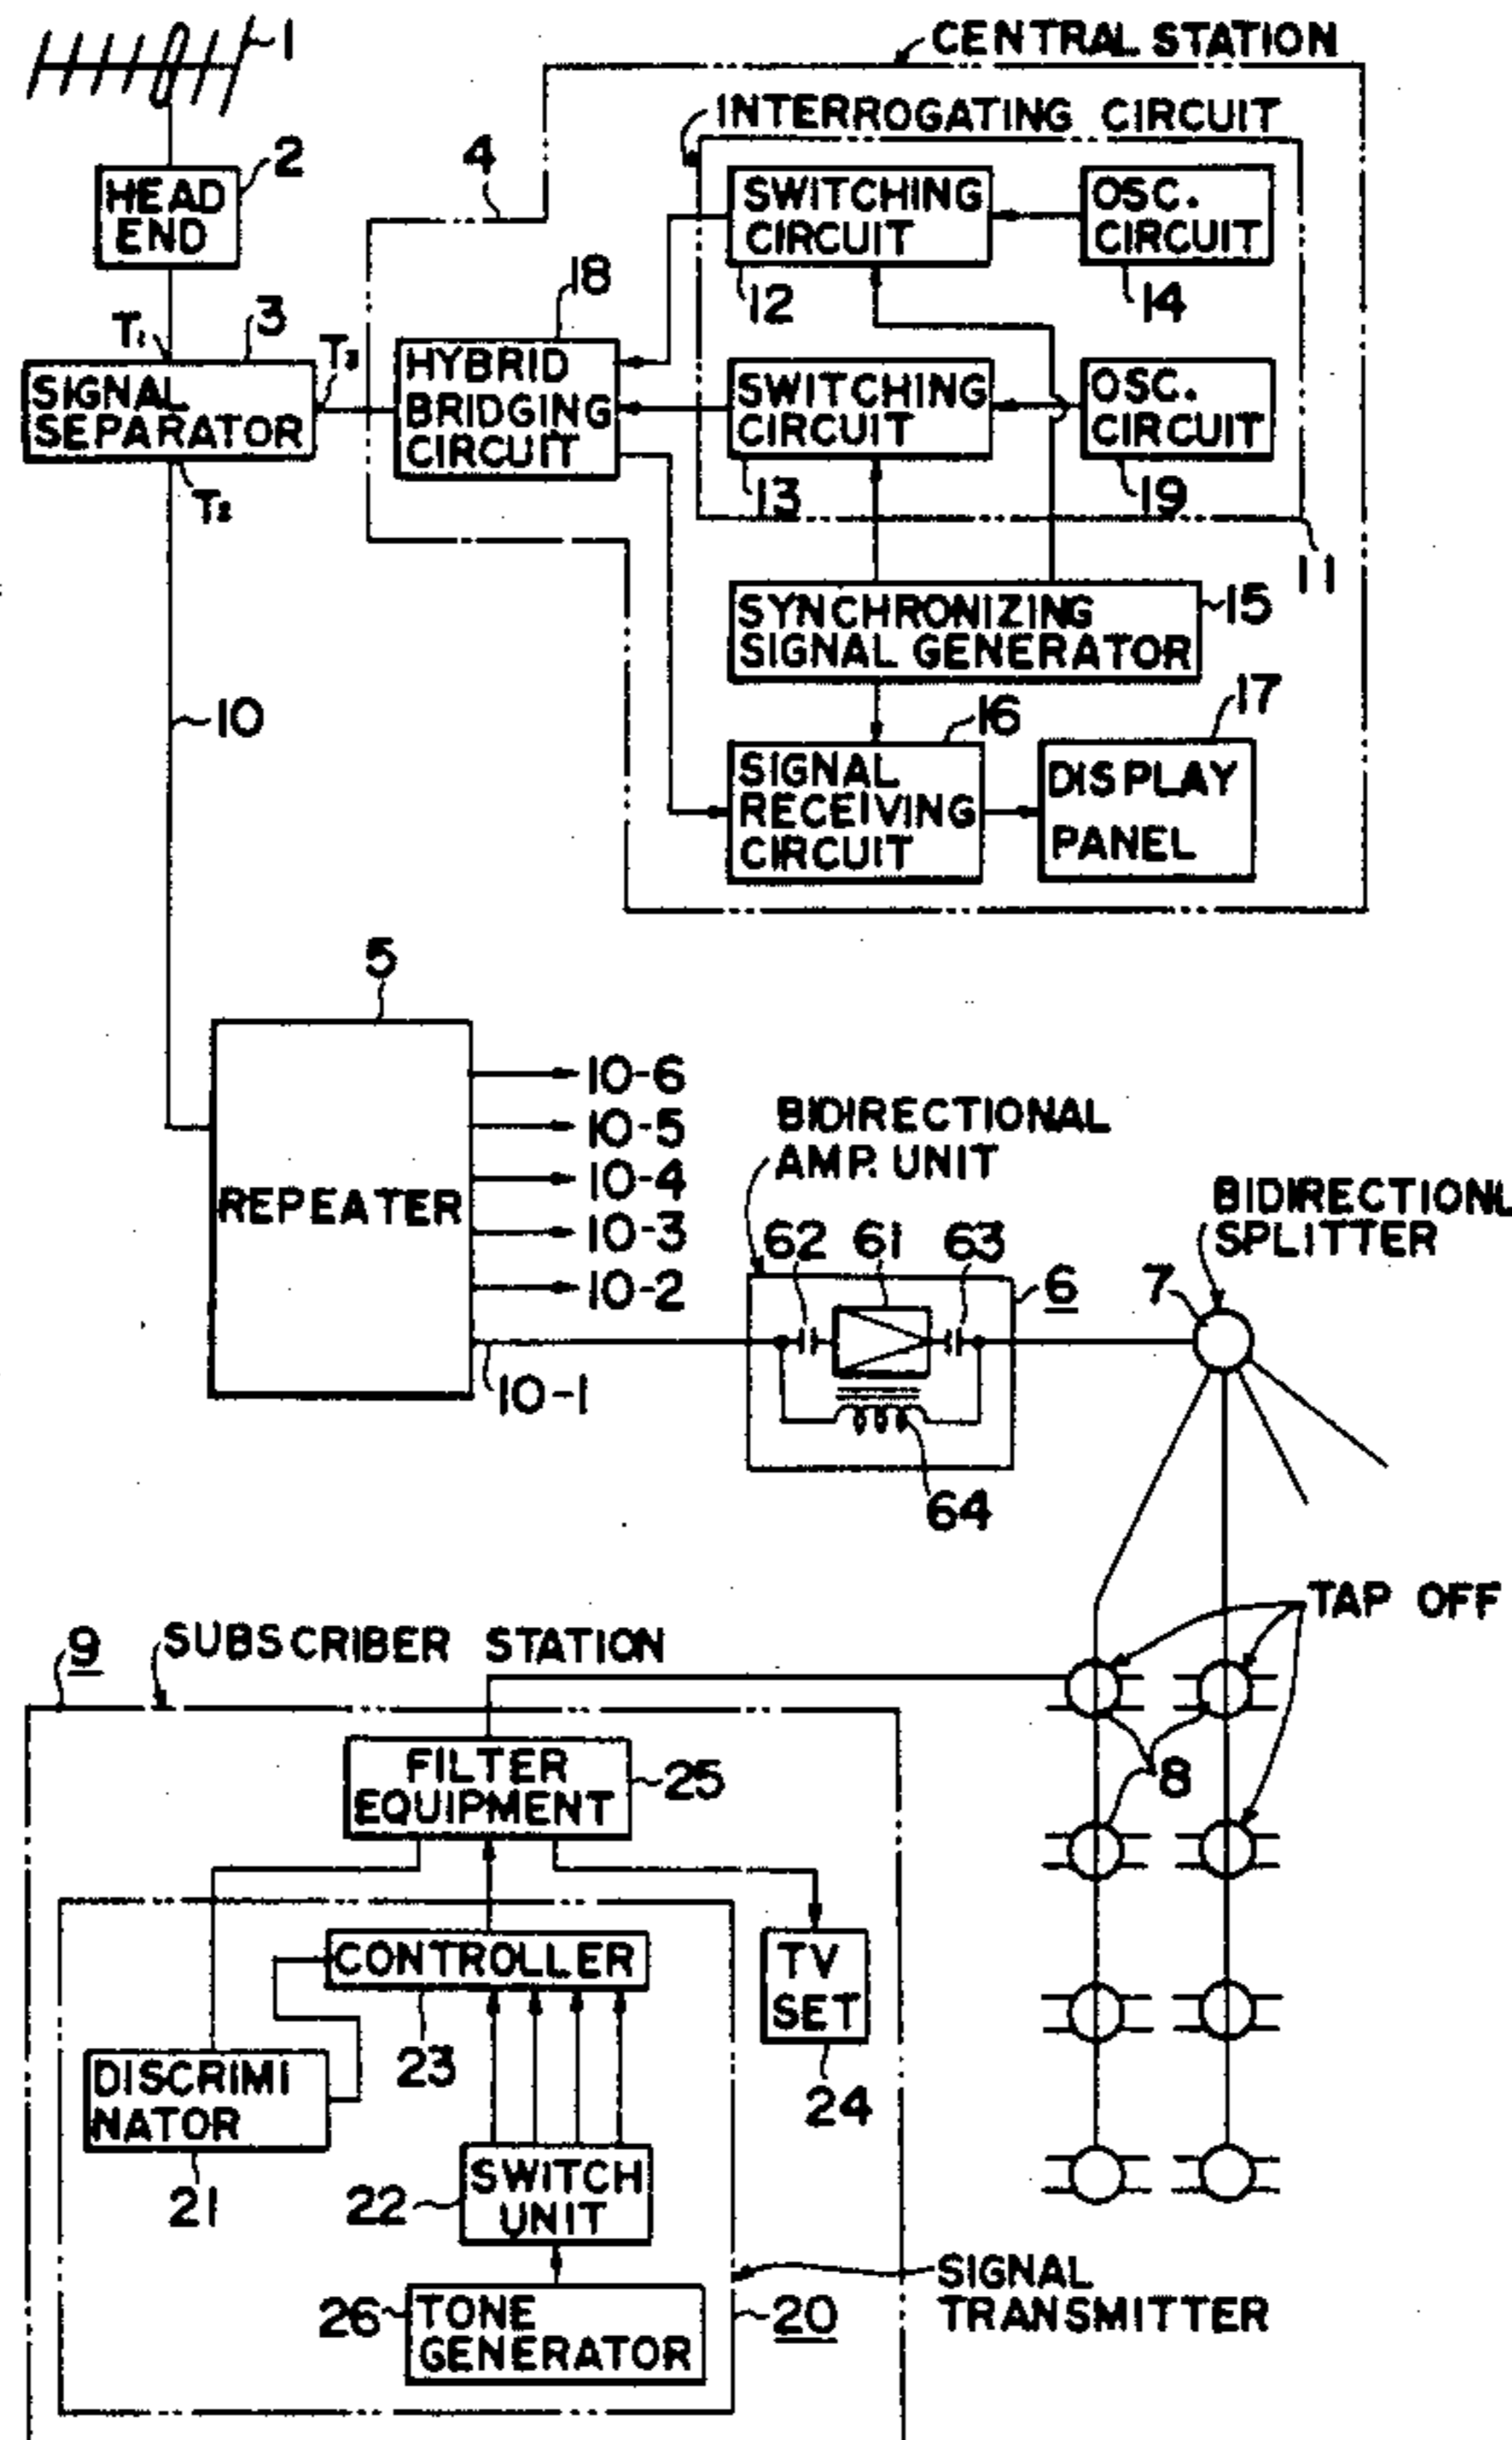 1
CENTRAL STATION
INTERROGATING CIRCUIT
2
HEAD
END
4
SWITCHING
CIRCUIT
OSC.
CIRCUIT
12
14
18
T1
3
T3
SIGNAL
SEPARATOR
HYBRID
BRIDGING
CIRCUIT
SWITCHING
CIRCUIT
OSC.
CIRCUIT
T2
13
19
11
SYNCHRONIZING
SIGNAL GENERATOR
15
10
16
17
SIGNAL
RECEIVING
CIRCUIT
DISPLAY
PANEL
5
REPEATER
10-6
10-5
10-4
10-3
10-2
10-1
BIDIRECTIONAL
AMP. UNIT
62 61 63
6
64
BIDIRECTIONL
SPLITTER
7
TAP OFF
8
9
SUBSCRIBER STATION
FILTER
EQUIPMENT
25
CONTROLLER
23
TV
SET
24
DISCRIMI
NATOR
21
22
SWITCH
UNIT
26
TONE
GENERATOR
20
SIGNAL
TRANSMITTER